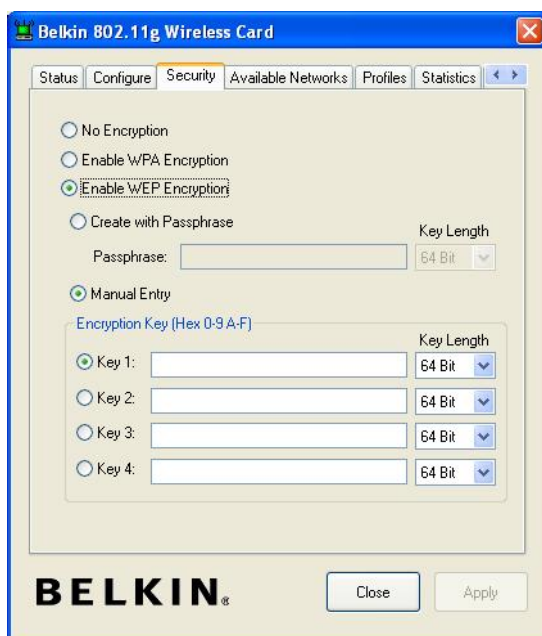 Belkin 802.11g Wireless Card
Status Configure Security Available Networks Profiles Statistics
No Encryption
Enable WPA Encryption
Enable WEP Encryption
Create with Passphrase
Key Length
Passphrase: 64 Bit
Manual Entry
Encryption Key (Hex 0-9 A-F)
Key Length
Key 1: 64 Bit
Key 2: 64 Bit
Key 3: 64 Bit
Key 4: 64 Bit
BELKIN® Close Apply